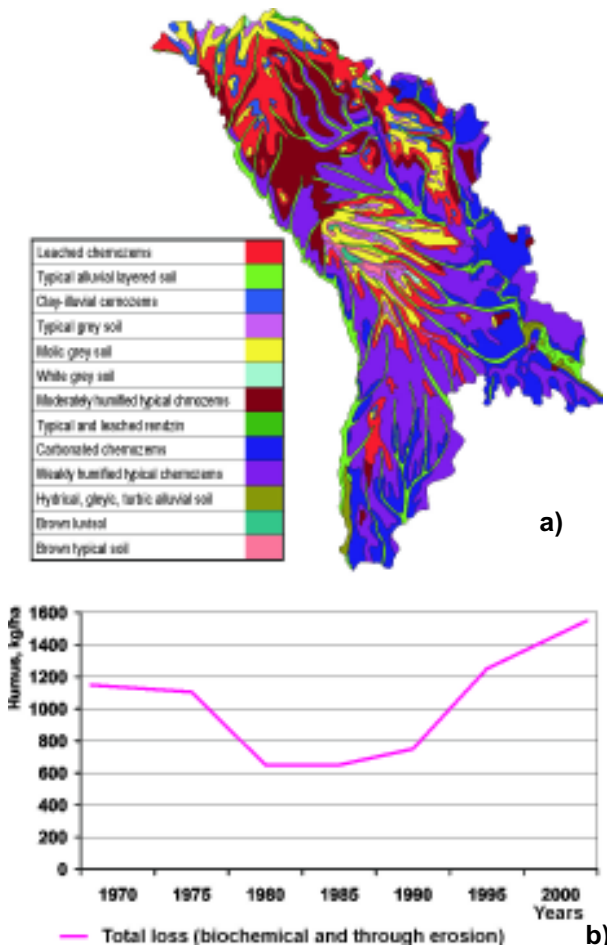 Leached chernozems
Typical alluvial layered soil
Clay-illuvial cernozems
Typical grey soil
Molic grey soil
White grey soil
Moderately humified typical chrnozems
Typical and leached rendzin
Carbonated chernozems
Weakly humified typical chernozems
Hydrical, gleyic, turbic alluvial soil
Brown luvisol
Brown typical soil
a)
Humus, kg/ha
1600
1400
1200
1000
800
600
400
200
0
1970 1975 1980 1985 1990 1995 2000
Years
Total loss (biochemical and through erosion)
b)